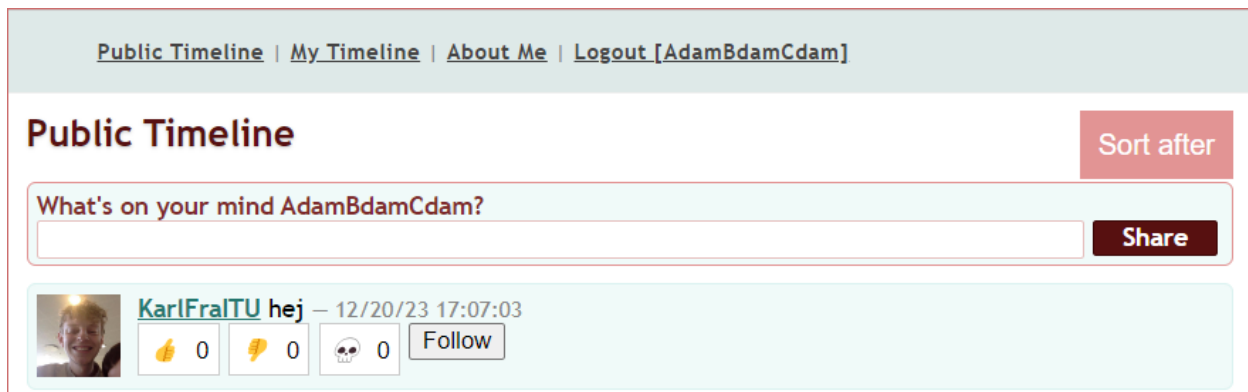 Public Timeline | My Timeline | About Me | Logout [AdamBdamCdam]
Public Timeline
Sort after
What's on your mind AdamBdamCdam?
Share
KarlFraITU hej — 12/20/23 17:07:03
👍 0 👎 0 💀 0 Follow